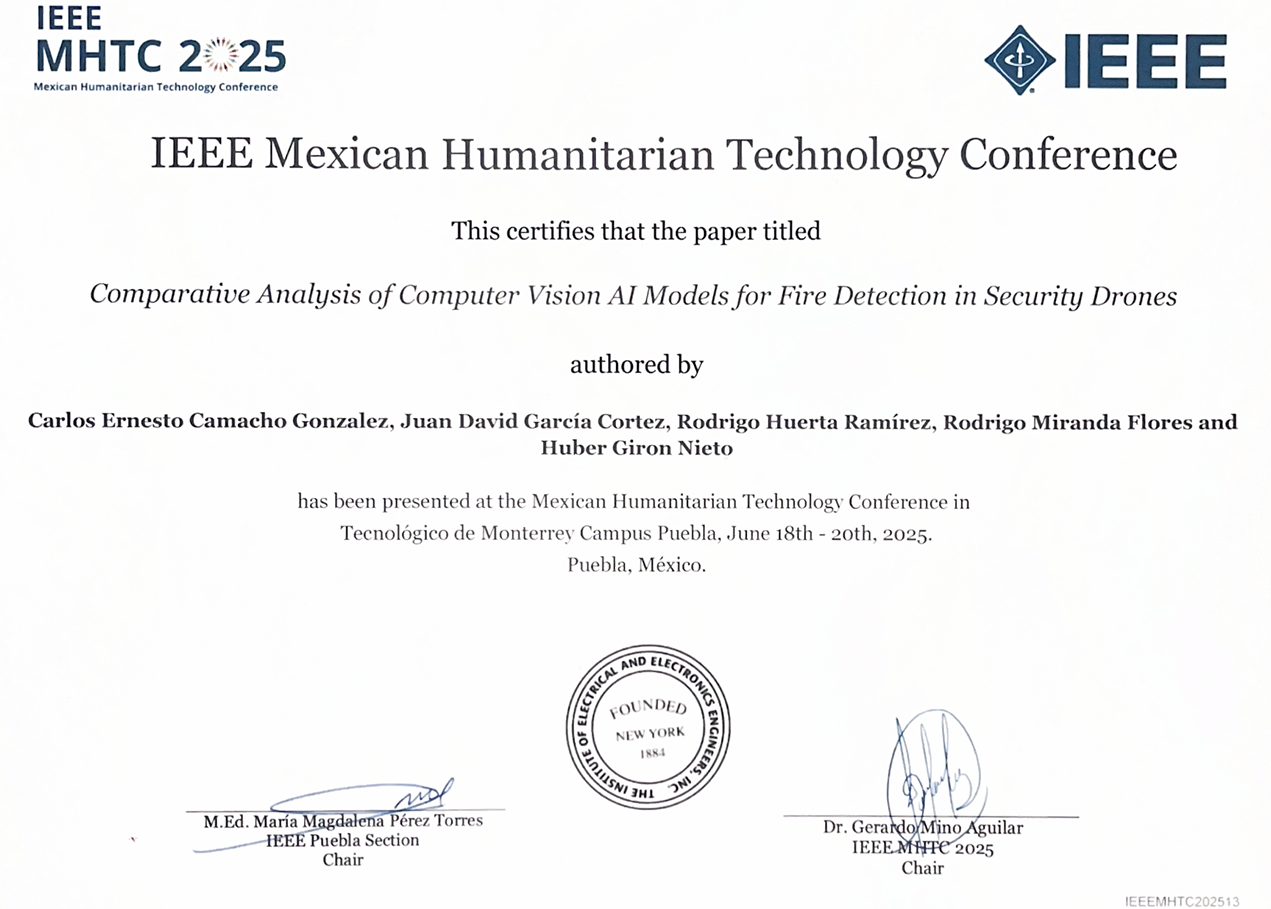 IEEE
MHTC 2025
Mexican Humanitarian Technology Conference
IEEE
IEEE Mexican Humanitarian Technology Conference
This certifies that the paper titled
Comparative Analysis of Computer Vision AI Models for Fire Detection in Security Drones
authored by
Carlos Ernesto Camacho Gonzalez, Juan David García Cortez, Rodrigo Huerta Ramírez, Rodrigo Miranda Flores and
Huber Giron Nieto
has been presented at the Mexican Humanitarian Technology Conference in
Tecnológico de Monterrey Campus Puebla, June 18th - 20th, 2025.
Puebla, México.
THE INSTITUTE OF ELECTRICAL AND ELECTRONICS ENGINEERS, INC.
FOUNDED
NEW YORK
1884
M.Ed. María Magdalena Pérez Torres
IEEE Puebla Section
Chair
Dr. Gerardo Mino Aguilar
IEEE MHTC 2025
Chair
IEEEMHTC202513